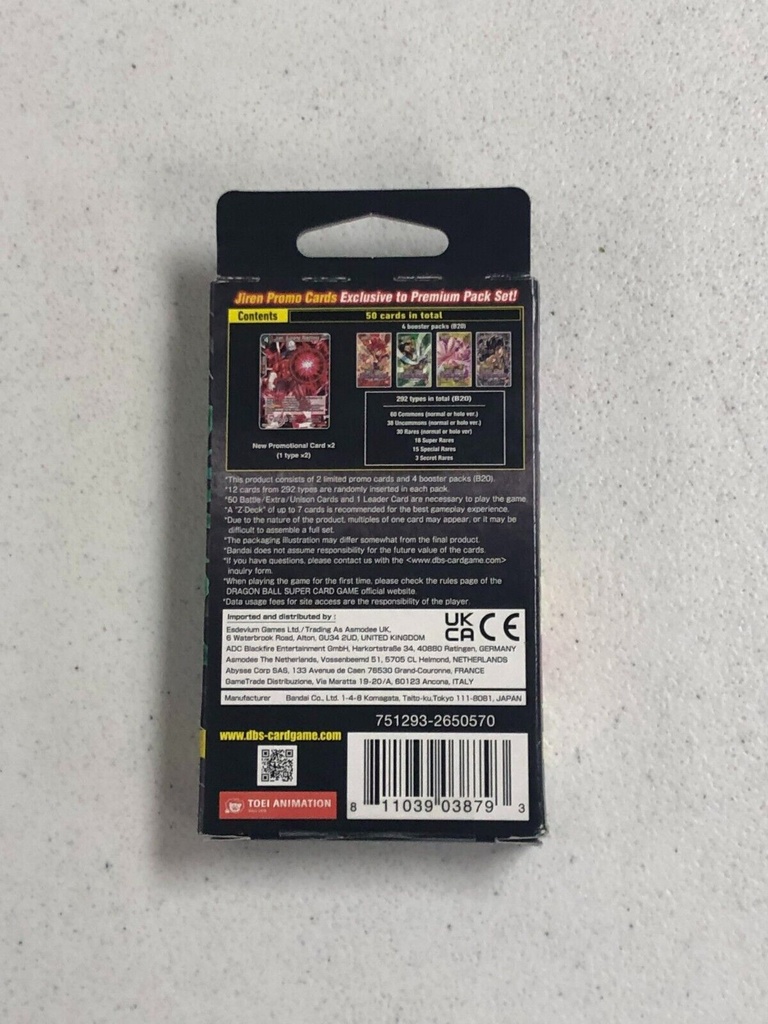 Jiren Promo Cards Exclusive to Premium Pack Set!
Contents
50 cards in total
4 booster packs (B20)
292 types in total (B20)
60 Commons (normal or holo ver.)
38 Uncommons (normal or holo ver.)
30 Rares (normal or holo ver)
18 Super Rares
15 Special Rares
3 Secret Rares
New Promotional Card ×2
(1 type ×2)
*This product consists of 2 limited promo cards and 4 booster packs (B20).
*12 cards from 292 types are randomly inserted in each pack.
*50 Battle/Extra/Unison Cards and 1 Leader Card are necessary to play the game.
*A "Z-Deck" of up to 7 cards is recommended for the best gameplay experience.
*Due to the nature of the product, multiples of one card may appear, or it may be
difficult to assemble a full set.
*The packaging illustration may differ somewhat from the final product.
*Bandai does not assume responsibility for the future value of the cards.
*If you have questions, please contact us with the <www.dbs-cardgame.com>
inquiry form.
*When playing the game for the first time, please check the rules page of the
DRAGON BALL SUPER CARD GAME official website.
*Data usage fees for site access are the responsibility of the player.
Imported and distributed by :
Esdevium Games Ltd./Trading As Asmodee UK,
6 Waterbrook Road, Alton, GU34 2UD, UNITED KINGDOM
UK
CA CE
ADC Blackfire Entertainment GmbH, Harkortstraße 34, 40880 Ratingen, GERMANY
Asmodee The Netherlands, Vossenbeemd 51, 5705 CL Helmond, NETHERLANDS
Abysse Corp SAS, 133 Avenue de Caen 76530 Grand-Couronne, FRANCE
GameTrade Distribuzione, Via Maratta 19-20/A, 60123 Ancona, ITALY
Manufacturer Bandai Co., Ltd. 1-4-8 Komagata, Taito-ku,Tokyo 111-8081, JAPAN
751293-2650570
www.dbs-cardgame.com
TOEI ANIMATION
8 11039 03879 3